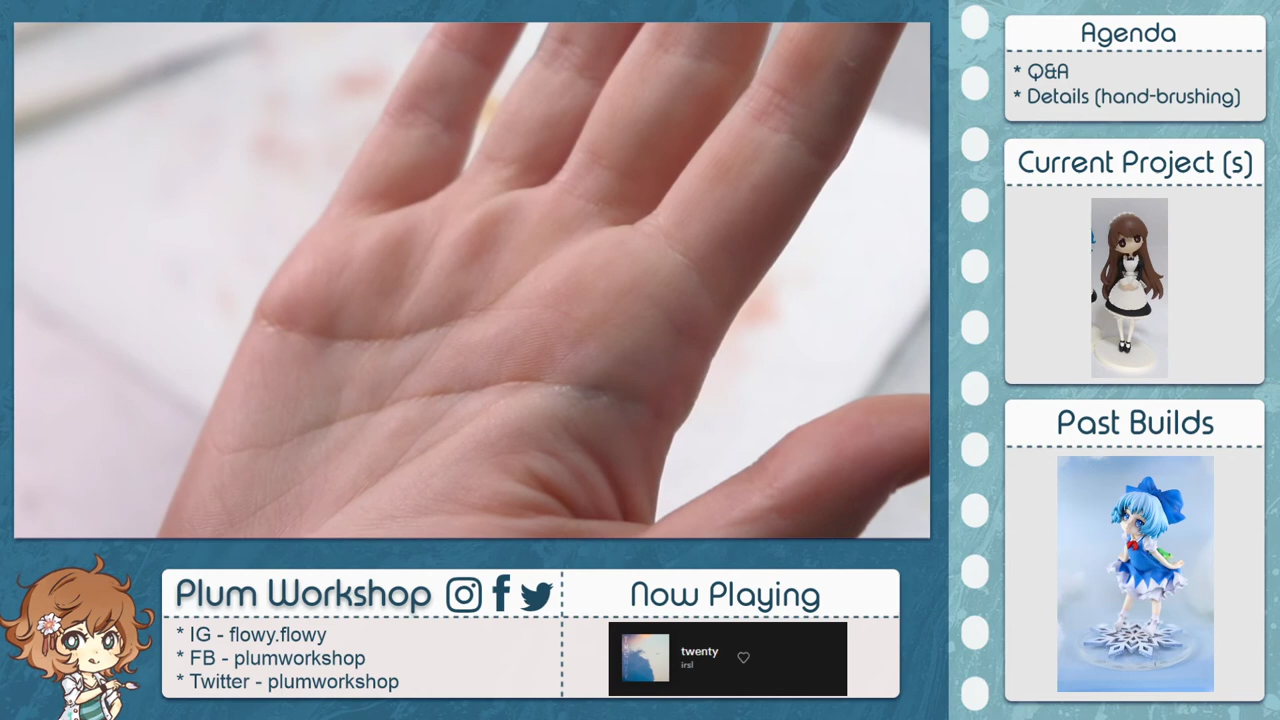 Agenda
* Q&A
* Details (hand-brushing)
Current Project (s)
Past Builds
Plum Workshop
* IG - flowy.flowy
* FB - plumworkshop
* Twitter - plumworkshop
Now Playing
twenty
irsl